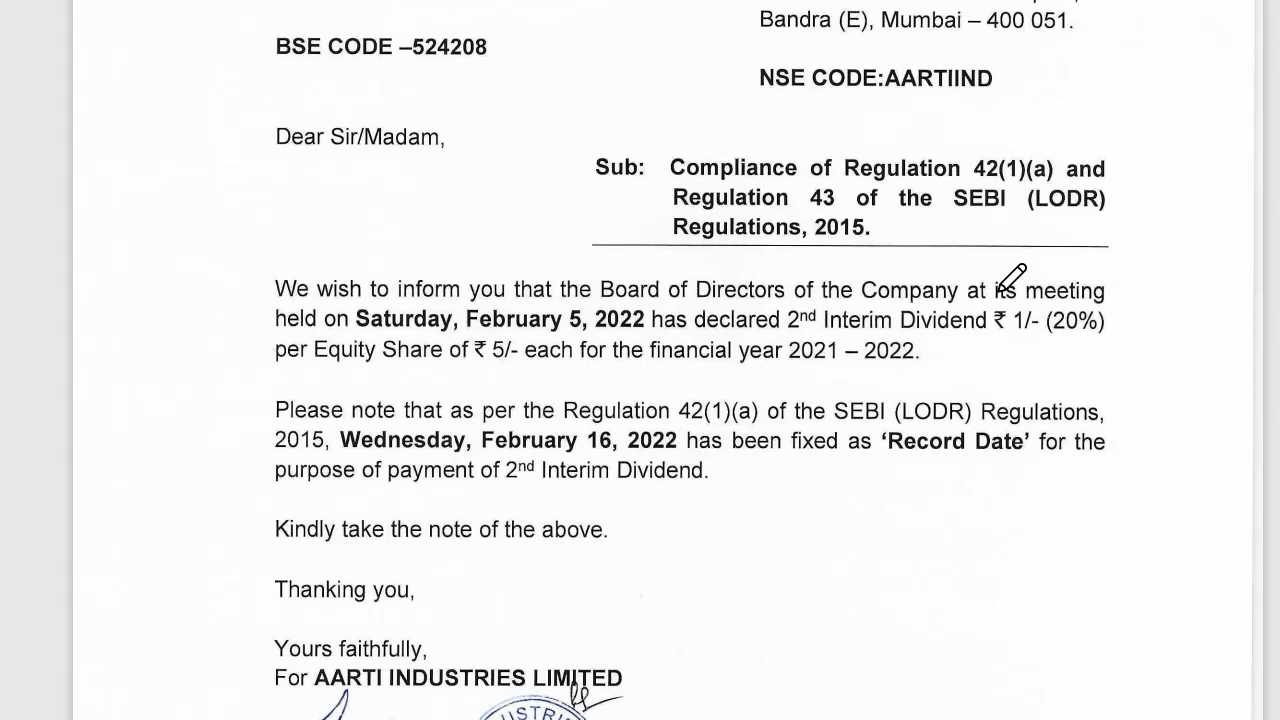 Bandra (E), Mumbai – 400 051.
BSE CODE –524208
NSE CODE:AARTIIND
Dear Sir/Madam,
Sub: Compliance of Regulation 42(1)(a) and
Regulation 43 of the SEBI (LODR)
Regulations, 2015.
We wish to inform you that the Board of Directors of the Company at its meeting
held on Saturday, February 5, 2022 has declared 2nd Interim Dividend ₹ 1/- (20%)
per Equity Share of ₹ 5/- each for the financial year 2021 – 2022.
Please note that as per the Regulation 42(1)(a) of the SEBI (LODR) Regulations,
2015, Wednesday, February 16, 2022 has been fixed as ‘Record Date’ for the
purpose of payment of 2nd Interim Dividend.
Kindly take the note of the above.
Thanking you,
Yours faithfully,
For AARTI INDUSTRIES LIMITED